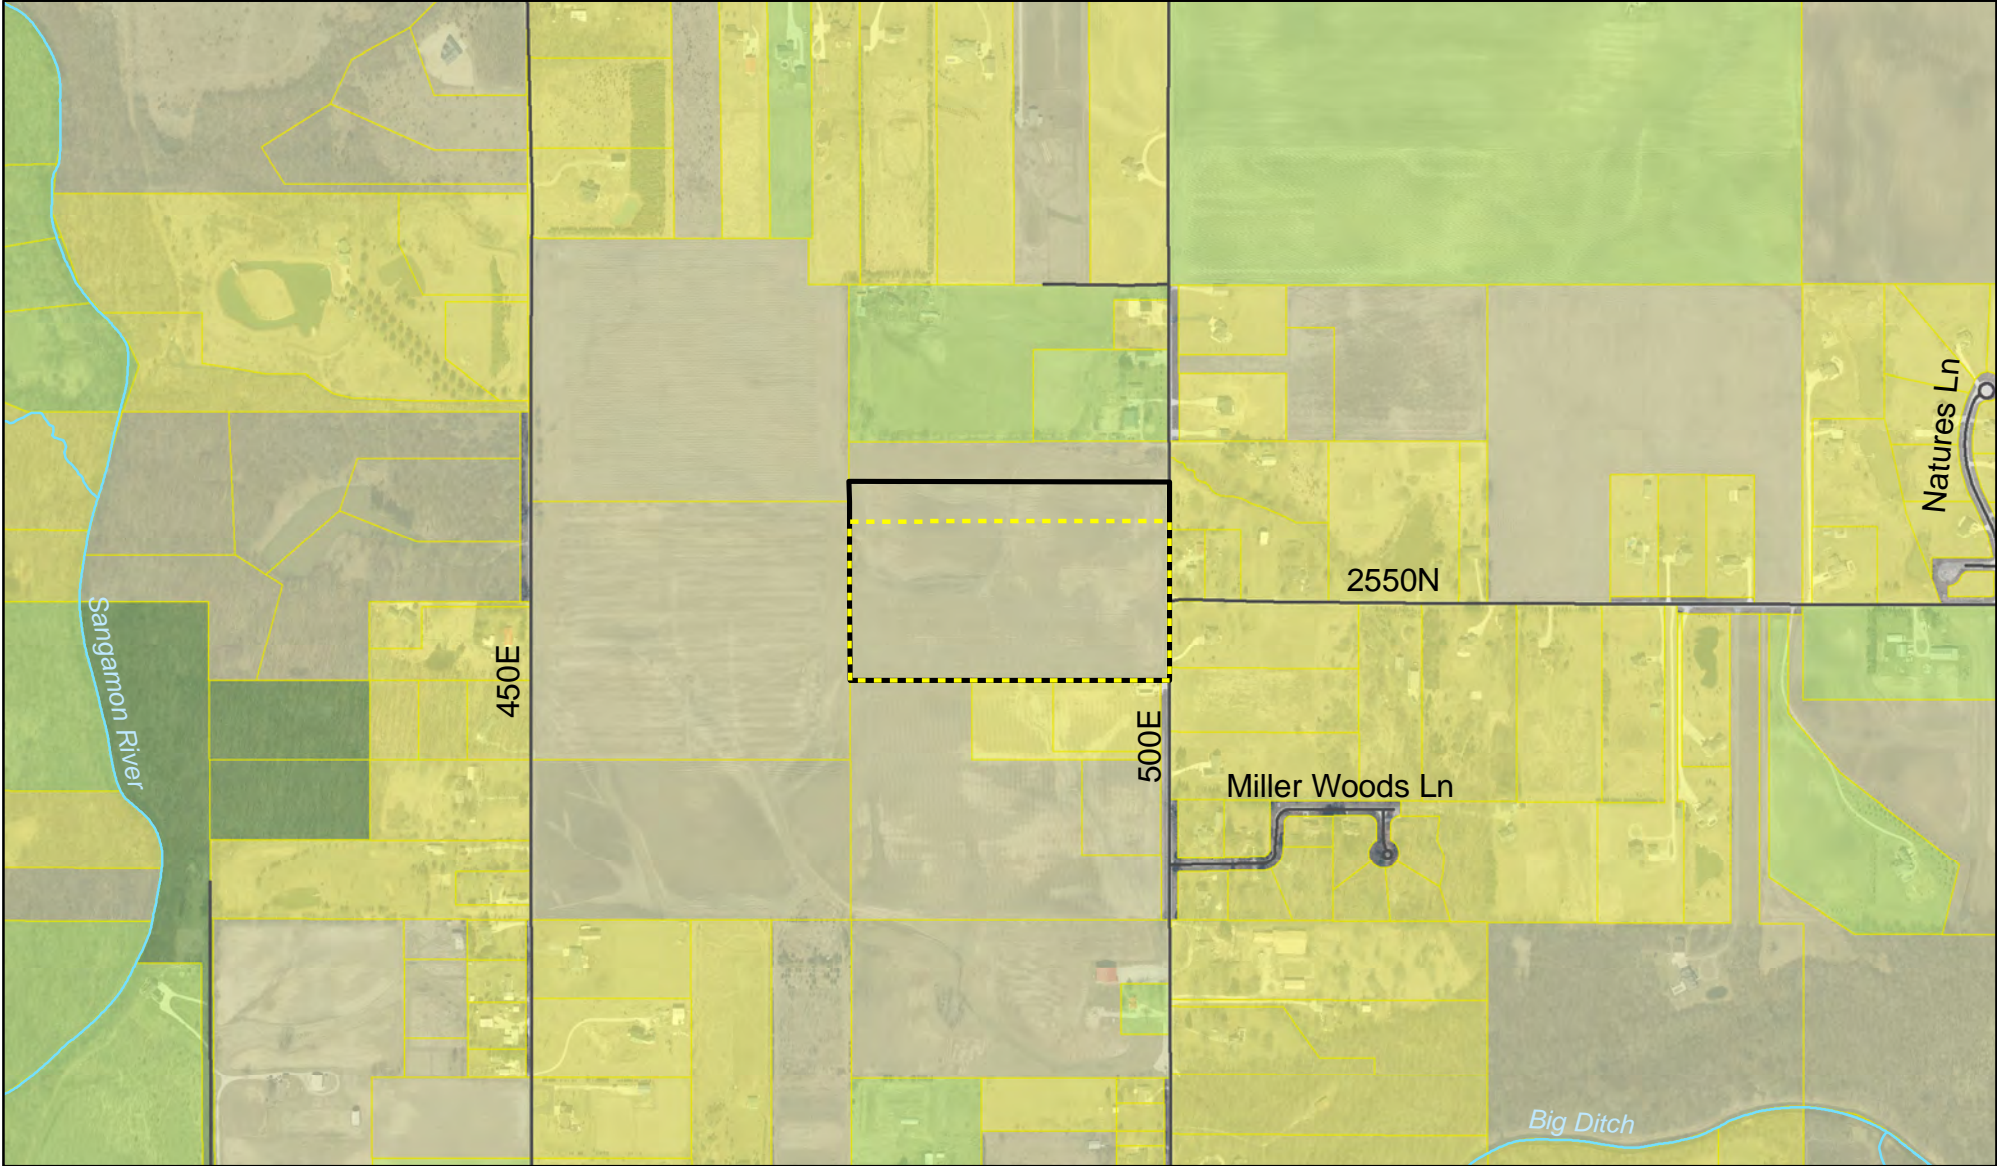 Natures Ln
2550N
Sangamon River
450E
500E
Miller Woods Ln
Big Ditch